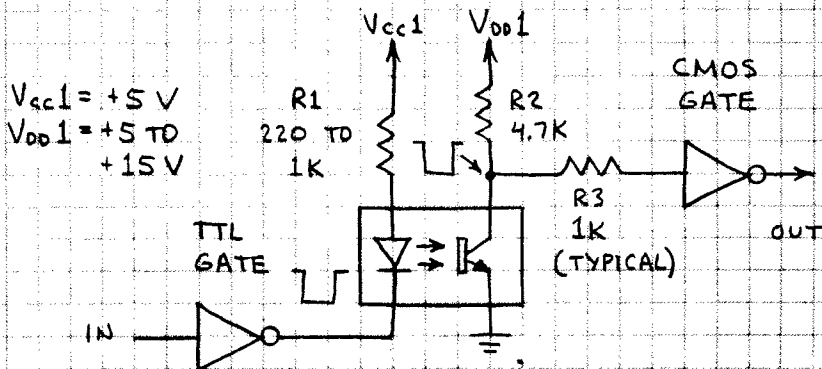 Vcc1
VDD1
Vcc1 = +5 V
VDD1 = +5 TO
+15 V
R1
220 TO
1K
R2
4.7K
CMOS
GATE
R3
1K
(TYPICAL)
OUT
TTL
GATE
IN